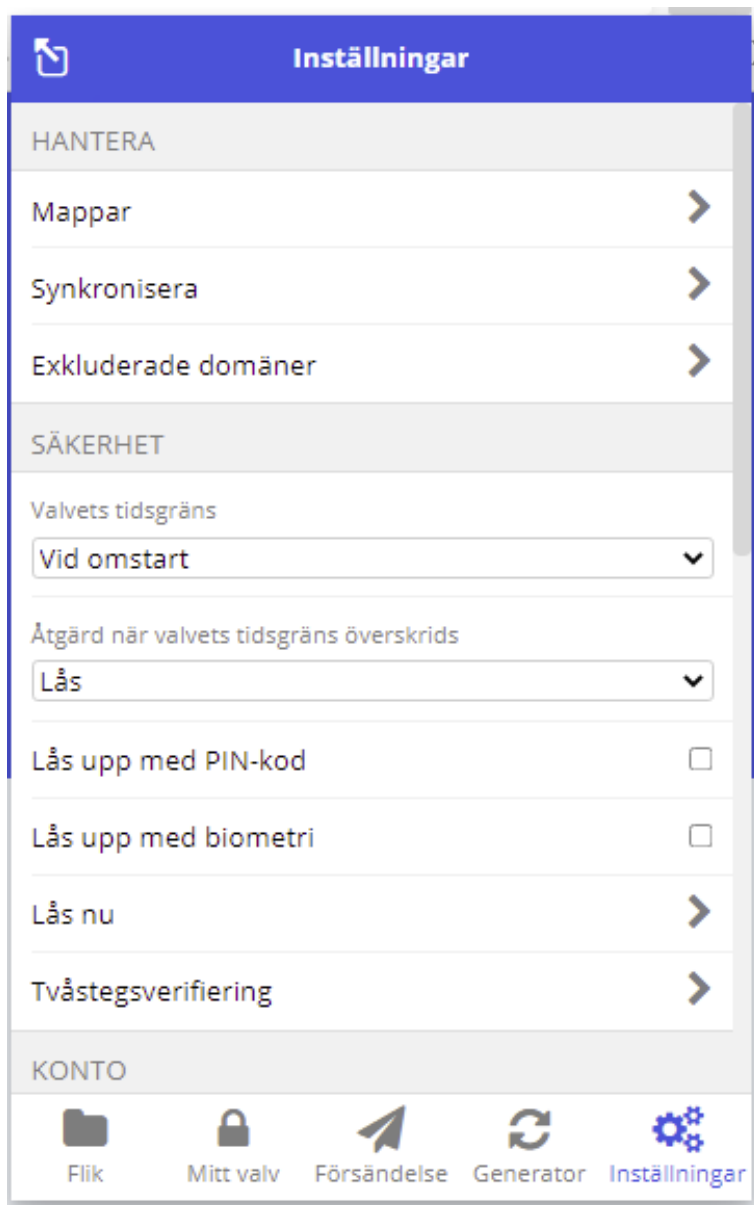 Inställningar
HANTERA
Mappar
Synkronisera
Exkluderade domäner
SÄKERHET
Valvets tidsgräns
Vid omstart
Åtgärd när valvets tidsgräns överskrids
Lås
Lås upp med PIN-kod
Lås upp med biometri
Lås nu
Tvåstegsverifiering
KONTO
Flik Mitt valv Försändelse Generator Inställningar